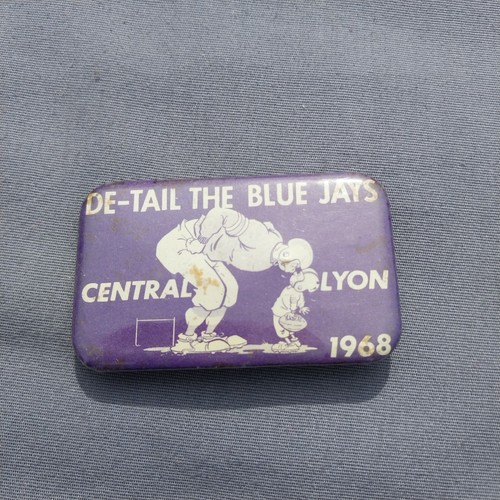 DE-TAIL THE BLUE JAYS
CENTRAL LYON
1968